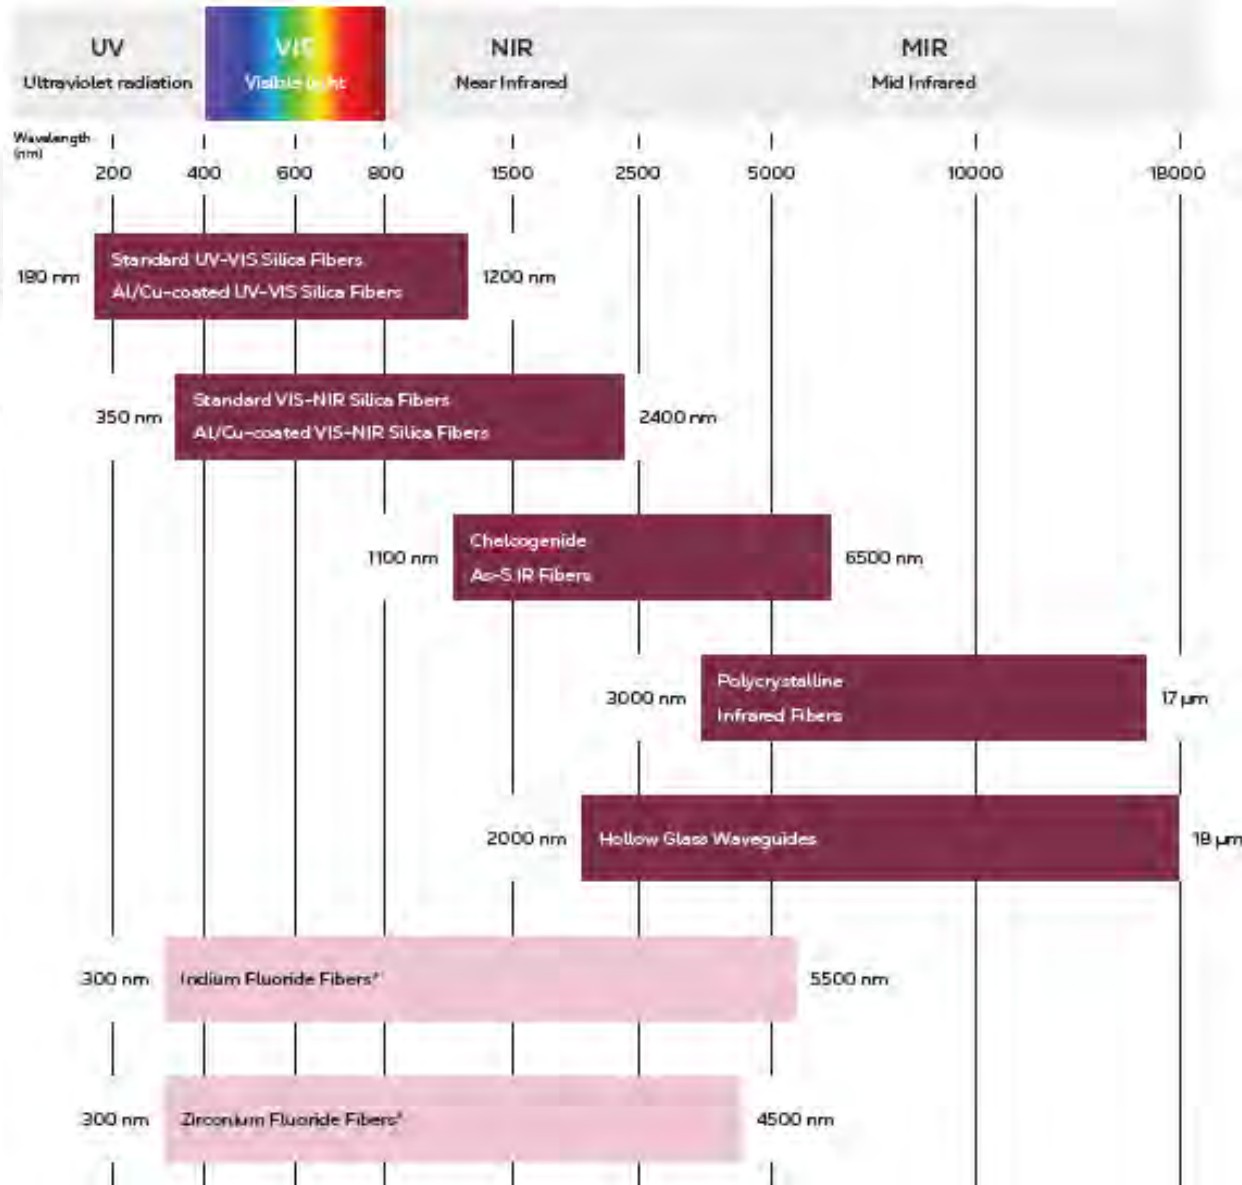 UV
VIS
NIR
MIR
Ultraviolet radiation
Visible light
Near Infrared
Mid Infrared
Wavelength
(nm)
200
400
600
800
1500
2500
5000
10000
18000
180 nm
Standard UV-VIS Silica Fibers
Al/Cu-coated UV-VIS Silica Fibers
1200 nm
350 nm
Standard VIS-NIR Silica Fibers
Al/Cu-coated VIS-NIR Silica Fibers
2400 nm
1100 nm
Chalcogenide
As-S IR Fibers
6500 nm
3000 nm
Polycrystalline
Infrared Fibers
17 µm
2000 nm
Hollow Glass Waveguides
18 µm
300 nm
Indium Fluoride Fibers*
5500 nm
300 nm
Zirconium Fluoride Fibers*
4500 nm